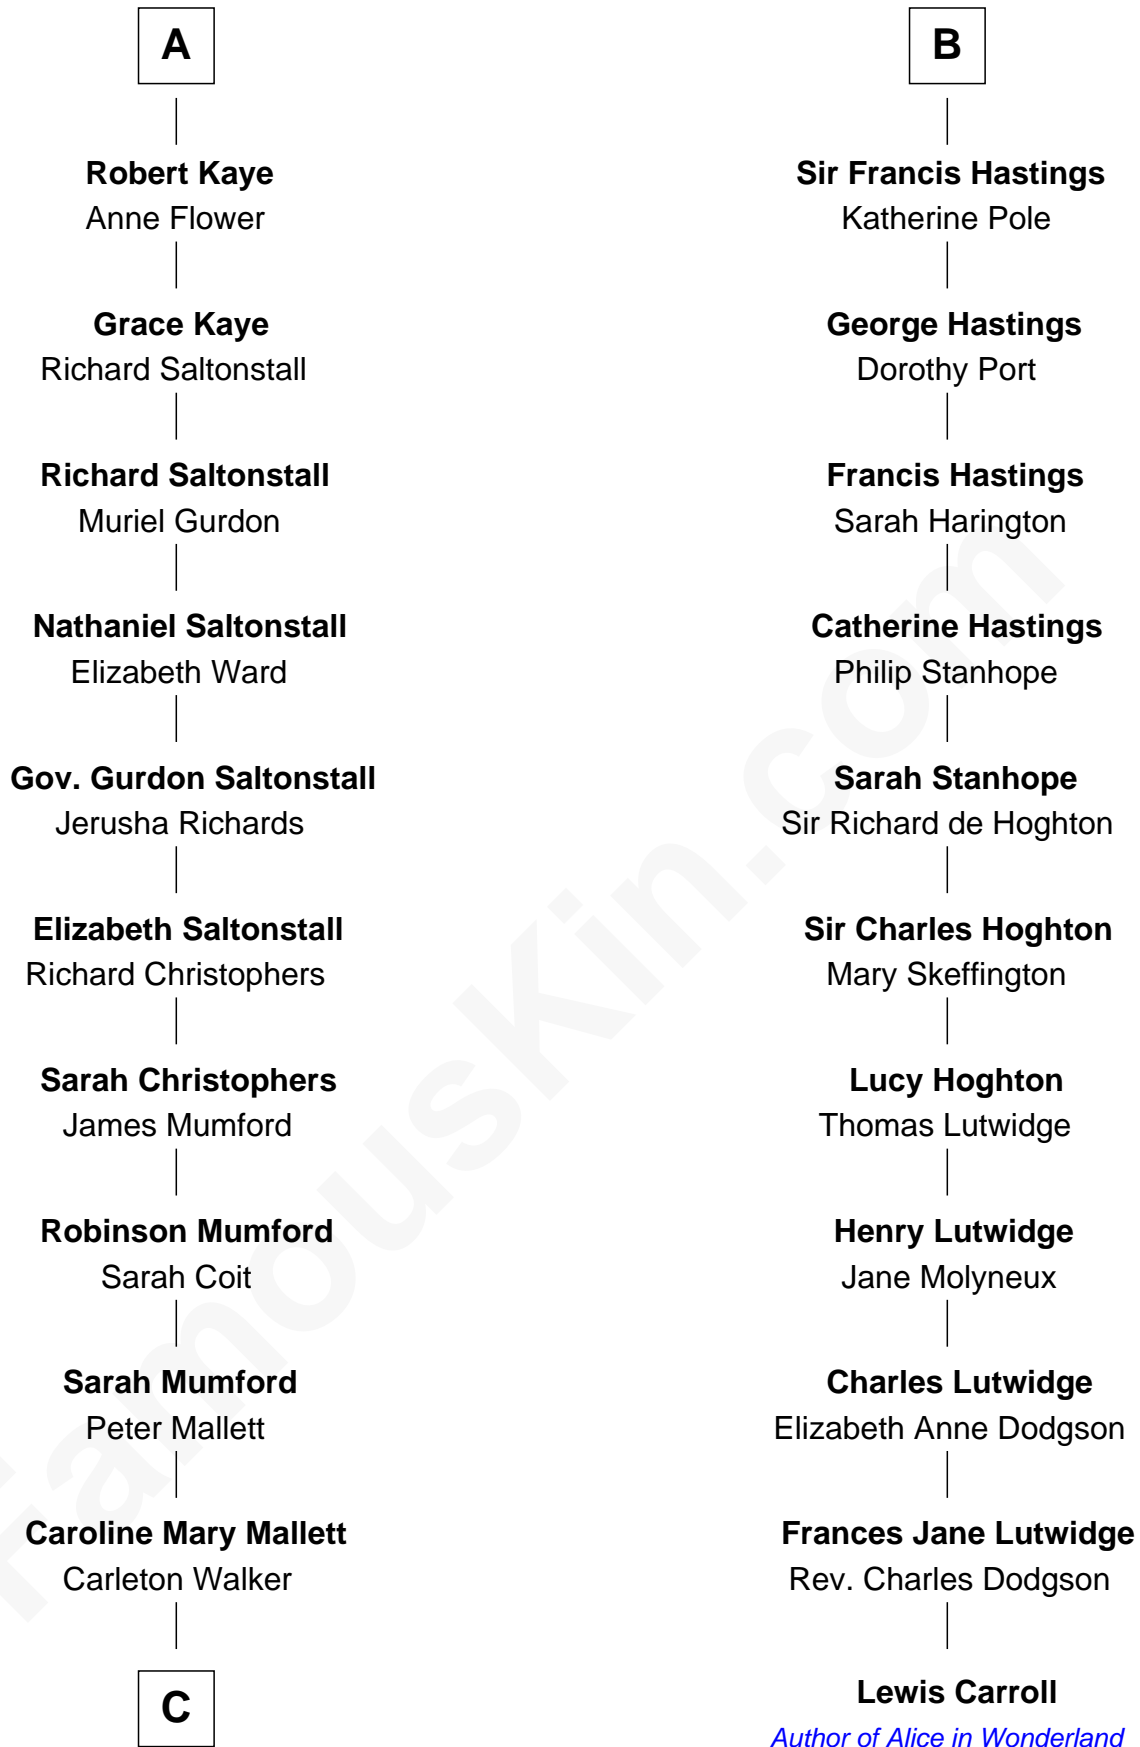 A
Robert Kaye
Anne Flower
Grace Kaye
Richard Saltonstall
Richard Saltonstall
Muriel Gurdon
Nathaniel Saltonstall
Elizabeth Ward
Gov. Gurdon Saltonstall
Jerusha Richards
Elizabeth Saltonstall
Richard Christophers
Sarah Christophers
James Mumford
Robinson Mumford
Sarah Coit
Sarah Mumford
Peter Mallett
Caroline Mary Mallett
Carleton Walker
C
B
Sir Francis Hastings
Katherine Pole
George Hastings
Dorothy Port
Francis Hastings
Sarah Harington
Catherine Hastings
Philip Stanhope
Sarah Stanhope
Sir Richard de Hoghton
Sir Charles Hoghton
Mary Skeffington
Lucy Hoghton
Thomas Lutwidge
Henry Lutwidge
Jane Molyneux
Charles Lutwidge
Elizabeth Anne Dodgson
Frances Jane Lutwidge
Rev. Charles Dodgson
Lewis Carroll
Author of Alice in Wonderland
FamousKin.com